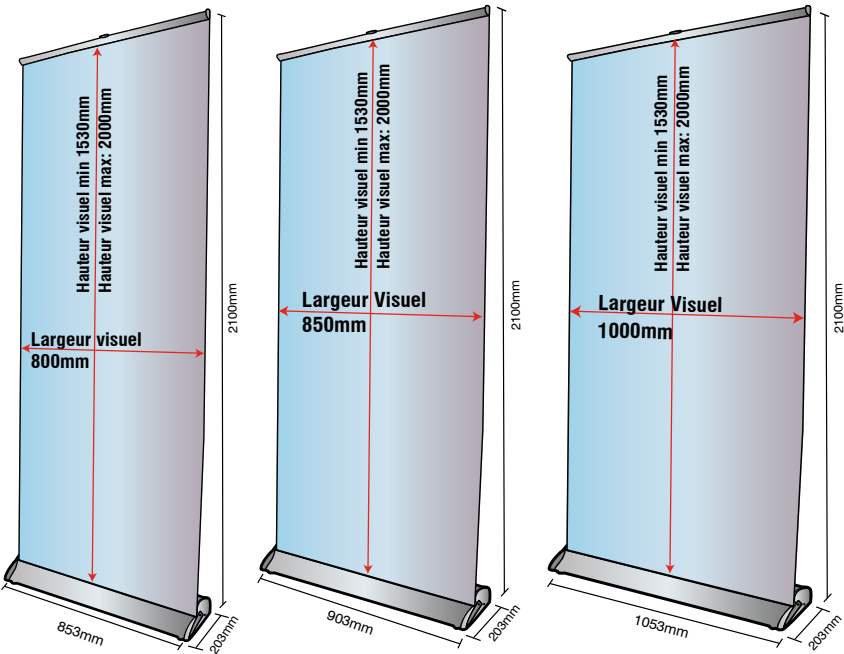 Hauteur visuel min 1530mm
Hauteur visuel max: 2000mm
Largeur visuel
800mm
2100mm
853mm
203mm
Hauteur visuel min 1530mm
Hauteur visuel max: 2000mm
Largeur Visuel
850mm
2100mm
903mm
203mm
Hauteur visuel min 1530mm
Hauteur visuel max: 2000mm
Largeur Visuel
1000mm
2100mm
1053mm
203mm